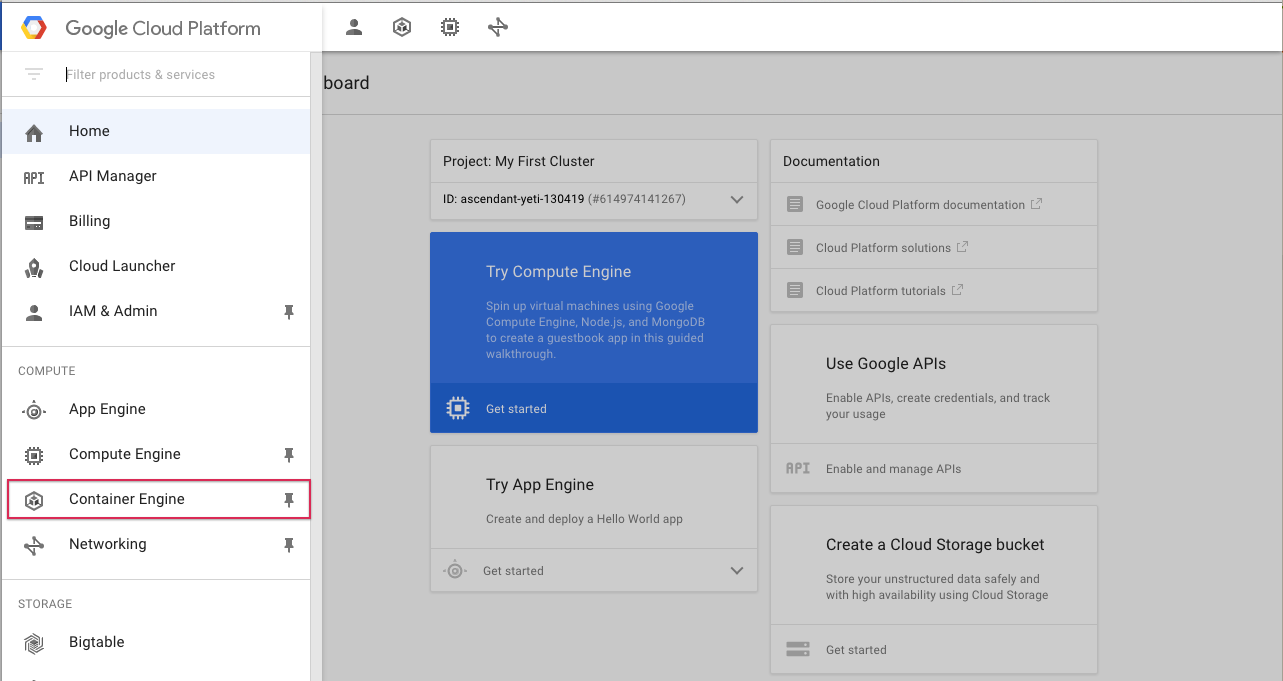 Google Cloud Platform
Filter products & services
Home
API Manager
Billing
Cloud Launcher
IAM & Admin
COMPUTE
App Engine
Compute Engine
Container Engine
Networking
STORAGE
Bigtable
board
Project: My First Cluster
ID: ascendant-yeti-130419 (#614974141267)
Try Compute Engine
Spin up virtual machines using Google
Compute Engine, Node.js, and MongoDB
to create a guestbook app in this guided
walkthrough.
Get started
Try App Engine
Create and deploy a Hello World app
Get started
Documentation
Google Cloud Platform documentation
Cloud Platform solutions
Cloud Platform tutorials
Use Google APIs
Enable APIs, create credentials, and track
your usage
API Enable and manage APIs
Create a Cloud Storage bucket
Store your unstructured data safely and
with high availability using Cloud Storage
Get started